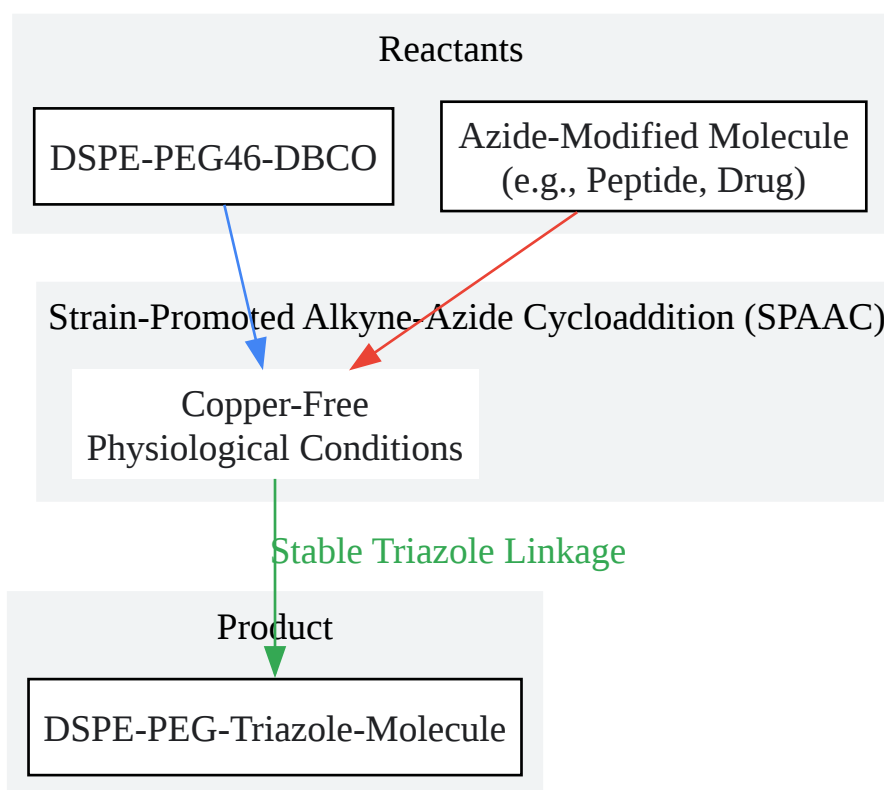 Reactants
DSPE-PEG46-DBCO
Azide-Modified Molecule
(e.g., Peptide, Drug)
Strain-Promoted Alkyne-Azide Cycloaddition (SPAAC)
Copper-Free
Physiological Conditions
Stable Triazole Linkage
Product
DSPE-PEG-Triazole-Molecule